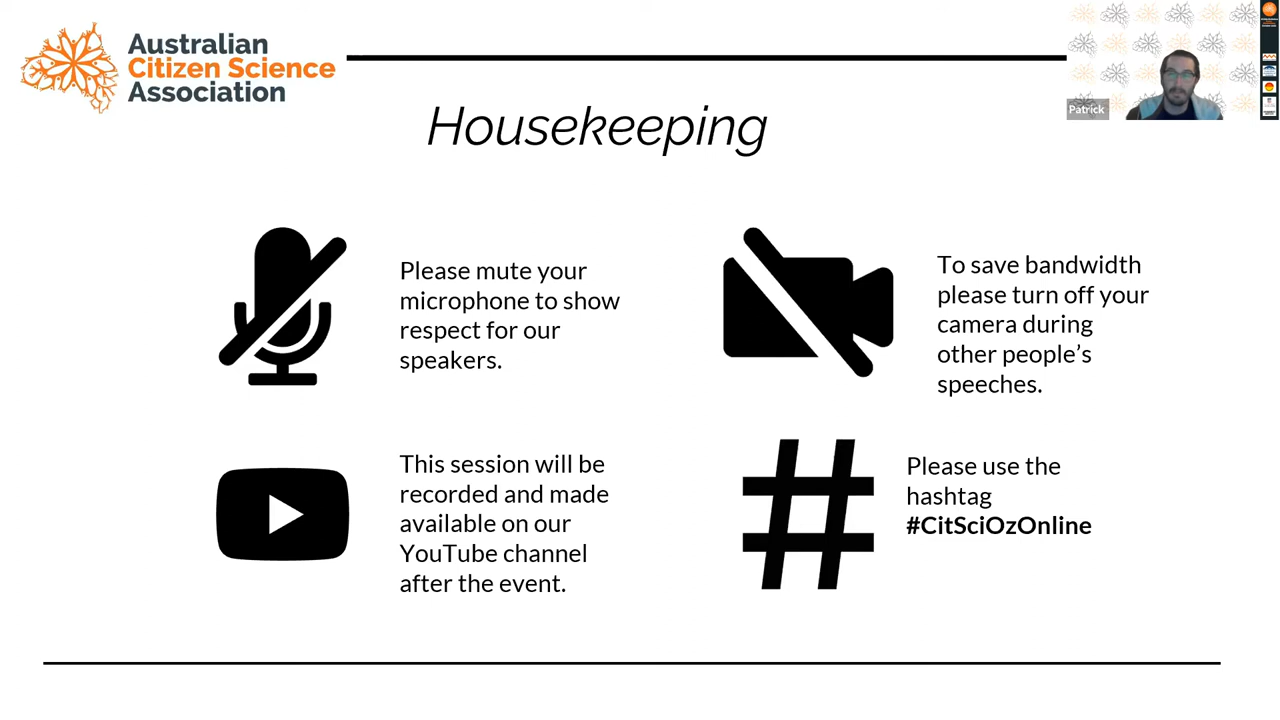 Australian
Citizen Science
Association
Patrick
Housekeeping
Please mute your
microphone to show
respect for our
speakers.
To save bandwidth
please turn off your
camera during
other people’s
speeches.
This session will be
recorded and made
available on our
YouTube channel
after the event.
Please use the
hashtag
#CitSciOzOnline